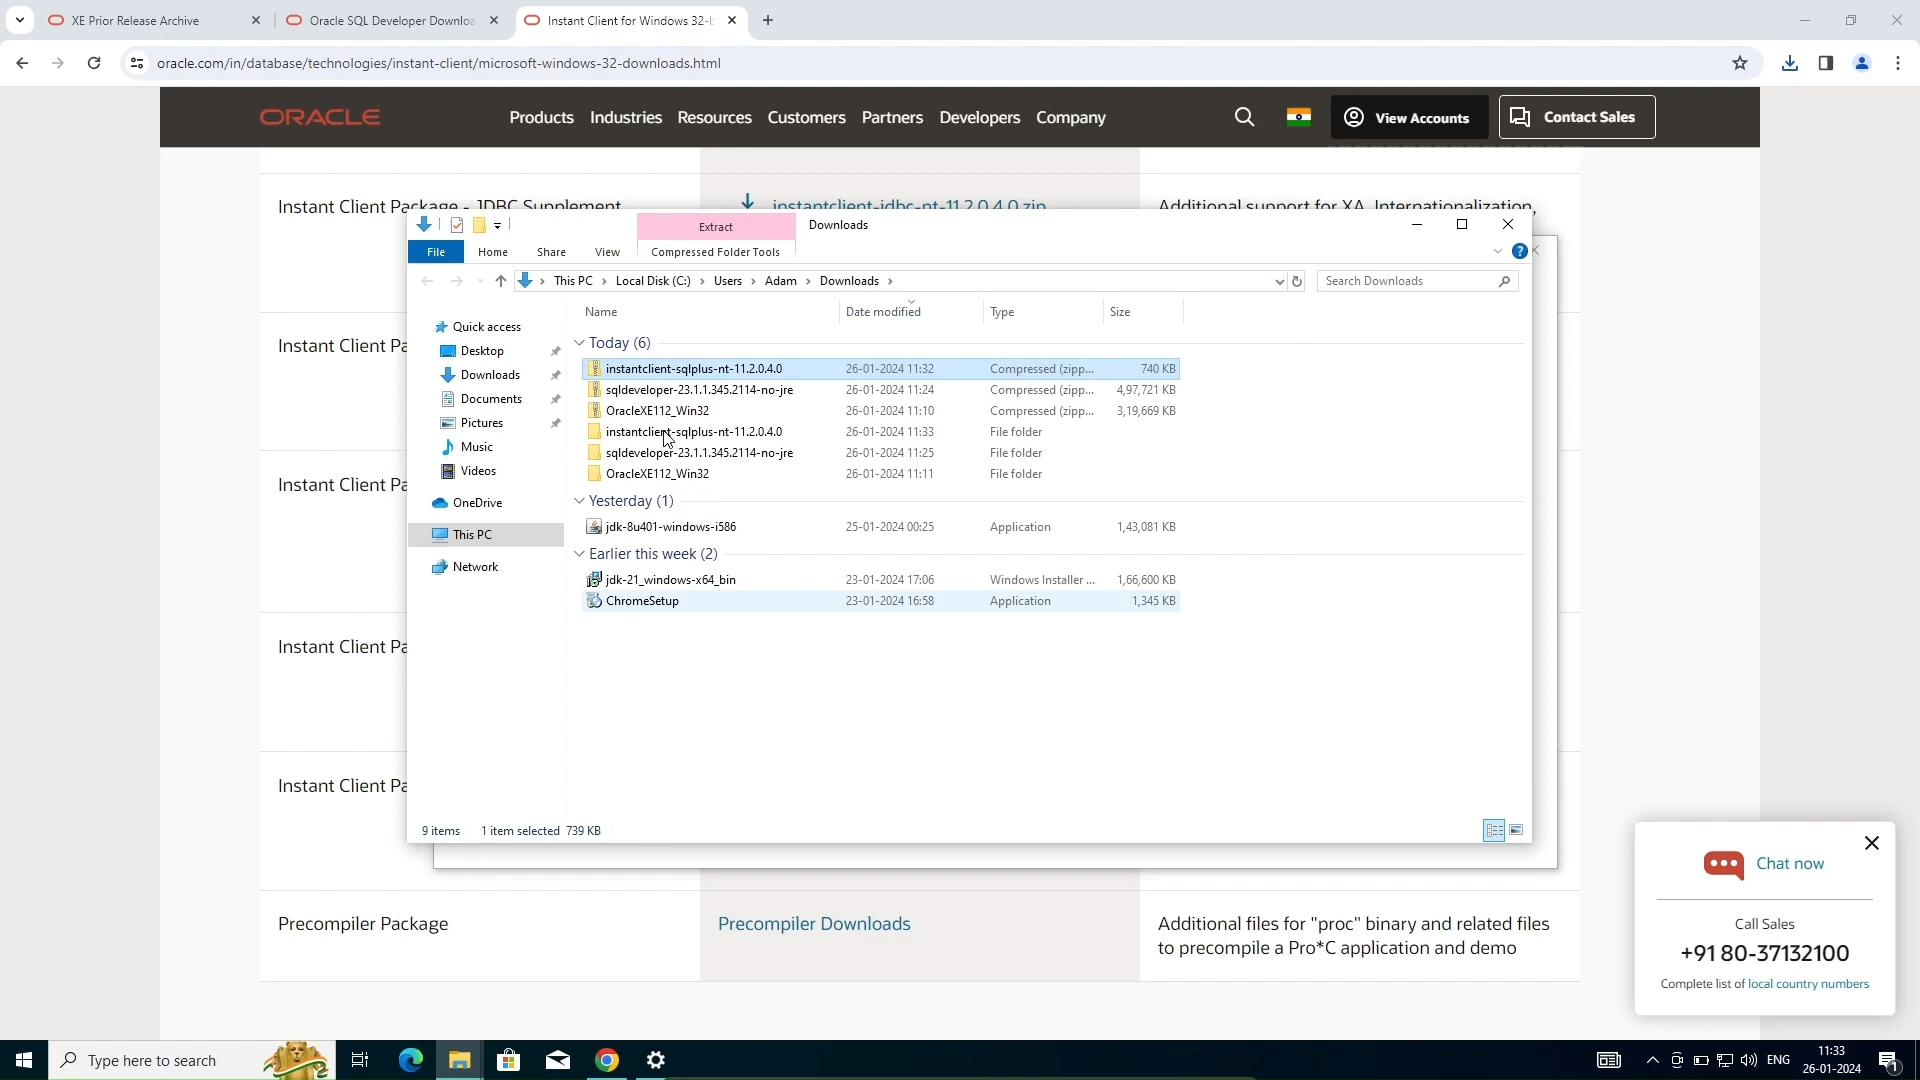 XE Prior Release Archive
Oracle SQL Developer Downloa
Instant Client for Windows 32-b
oracle.com/in/database/technologies/instant-client/microsoft-windows-32-downloads.html
ORACLE
Products
Industries
Resources
Customers
Partners
Developers
Company
View Accounts
Contact Sales
Instant Client Package - JDBC Supplement
instantclient-jdbc-nt-11.2.0.4.0.zip
Additional support for XA, Internationalization,
Extract
Downloads
File
Home
Share
View
Compressed Folder Tools
This PC
Local Disk (C:)
Users
Adam
Downloads
Search Downloads
Name
Date modified
Type
Size
Quick access
Desktop
Downloads
Documents
Pictures
Music
Videos
OneDrive
This PC
Network
Today (6)
instantclient-sqlplus-nt-11.2.0.4.0 26-01-2024 11:32 Compressed (zipp... 740 KB
sqldeveloper-23.1.1.345.2114-no-jre 26-01-2024 11:24 Compressed (zipp... 4,97,721 KB
OracleXE112_Win32 26-01-2024 11:10 Compressed (zipp... 3,19,669 KB
instantclient-sqlplus-nt-11.2.0.4.0 26-01-2024 11:33 File folder
sqldeveloper-23.1.1.345.2114-no-jre 26-01-2024 11:25 File folder
OracleXE112_Win32 26-01-2024 11:11 File folder
Yesterday (1)
jdk-8u401-windows-i586 25-01-2024 00:25 Application 1,43,081 KB
Earlier this week (2)
jdk-21_windows-x64_bin 23-01-2024 17:06 Windows Installer ... 1,66,600 KB
ChromeSetup 23-01-2024 16:58 Application 1,345 KB
9 items
1 item selected 739 KB
Instant Client Pa
Instant Client Pa
Instant Client Pa
Instant Client Pa
Precompiler Package
Precompiler Downloads
Additional files for "proc" binary and related files
to precompile a Pro*C application and demo
Chat now
Call Sales
+91 80-37132100
Complete list of local country numbers
Type here to search
ENG
11:33
26-01-2024
1